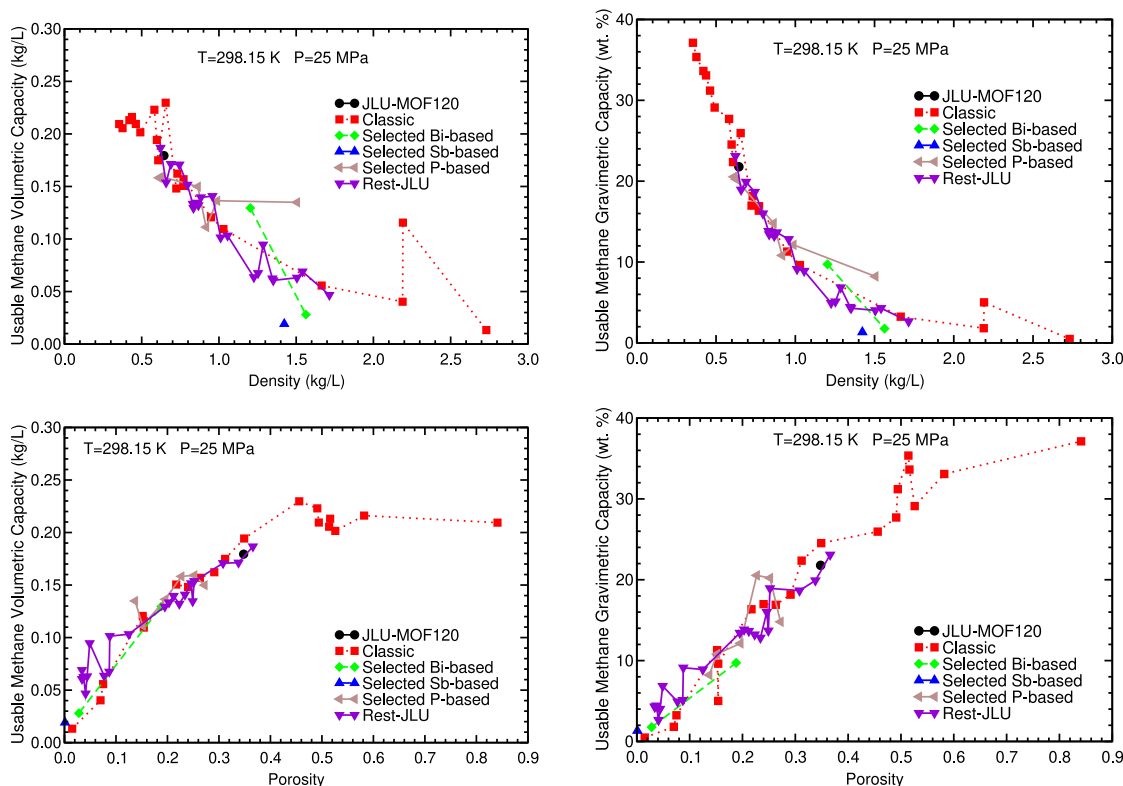 Usable Methane Volumetric Capacity (kg/L)
0.30
0.25
0.20
0.15
0.10
0.05
0.00
T=298.15 K P=25 MPa
JLU-MOF120
Classic
Selected Bi-based
Selected Sb-based
Selected P-based
Rest-JLU
0.0 0.5 1.0 1.5 2.0 2.5 3.0
Density (kg/L)
Usable Methane Gravimetric Capacity (wt. %)
40
30
20
10
0
T=298.15 K P=25 MPa
JLU-MOF120
Classic
Selected Bi-based
Selected Sb-based
Selected P-based
Rest-JLU
0.0 0.5 1.0 1.5 2.0 2.5 3.0
Density (kg/L)
Usable Methane Volumetric Capacity (kg/L)
0.30
0.25
0.20
0.15
0.10
0.05
0.00
T=298.15 K P=25 MPa
JLU-MOF120
Classic
Selected Bi-based
Selected Sb-based
Selected P-based
Rest-JLU
0.0 0.1 0.2 0.3 0.4 0.5 0.6 0.7 0.8 0.9
Porosity
Usable Methane Gravimetric Capacity (wt. %)
40
30
20
10
0
T=298.15 K P=25 MPa
JLU-MOF120
Classic
Selected Bi-based
Selected Sb-based
Selected P-based
Rest-JLU
0.0 0.1 0.2 0.3 0.4 0.5 0.6 0.7 0.8 0.9
Porosity